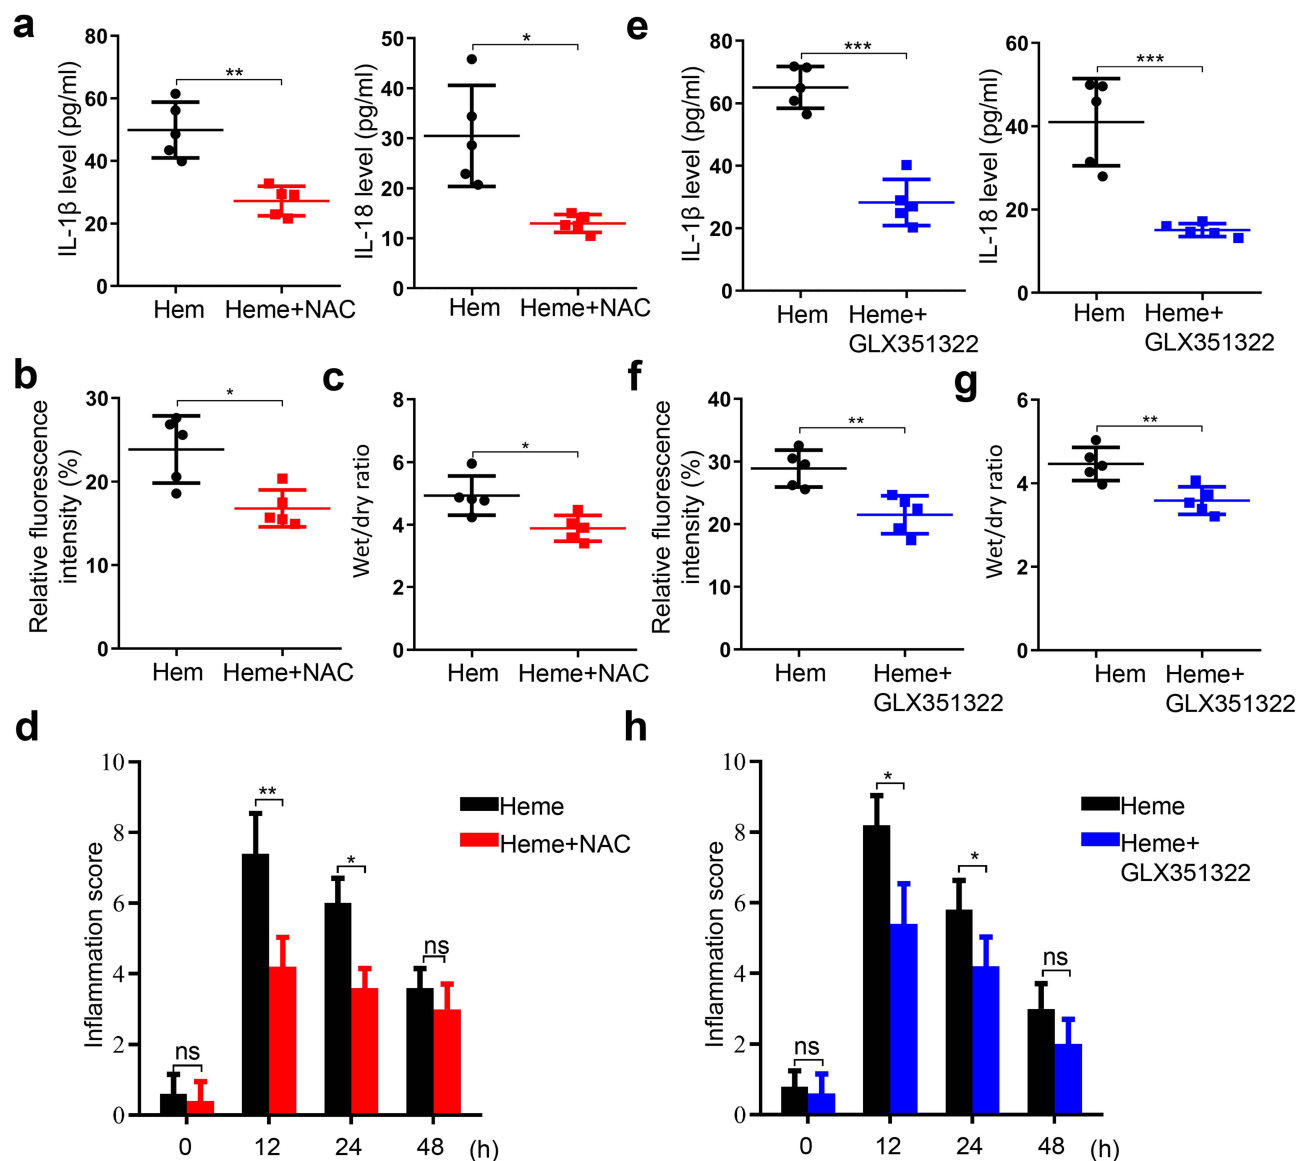 a
IL-1β level (pg/ml)
80
60
40
20
0
**
Hem
Heme+NAC
IL-18 level (pg/ml)
50
40
30
20
10
0
*
Hem
Heme+NAC
e
IL-1β level (pg/ml)
80
60
40
20
0
***
Hem
Heme+
GLX351322
IL-18 level (pg/ml)
60
40
20
0
***
Hem
Heme+
GLX351322
b
Relative fluorescence
intensity (%)
30
20
10
0
*
Hem
Heme+NAC
c
Wet/dry ratio
8
6
4
2
0
*
Hem
Heme+NAC
f
Relative fluorescence
intensity (%)
40
30
20
10
0
**
Hem
Heme+
GLX351322
g
Wet/dry ratio
6
4
2
0
**
Hem
Heme+
GLX351322
d
Inflammation score
10
8
6
4
2
0
ns
**
*
ns
0
12
24
48
(h)
Heme
Heme+NAC
h
Inflammation score
10
8
6
4
2
0
ns
*
*
ns
0
12
24
48
(h)
Heme
Heme+
GLX351322